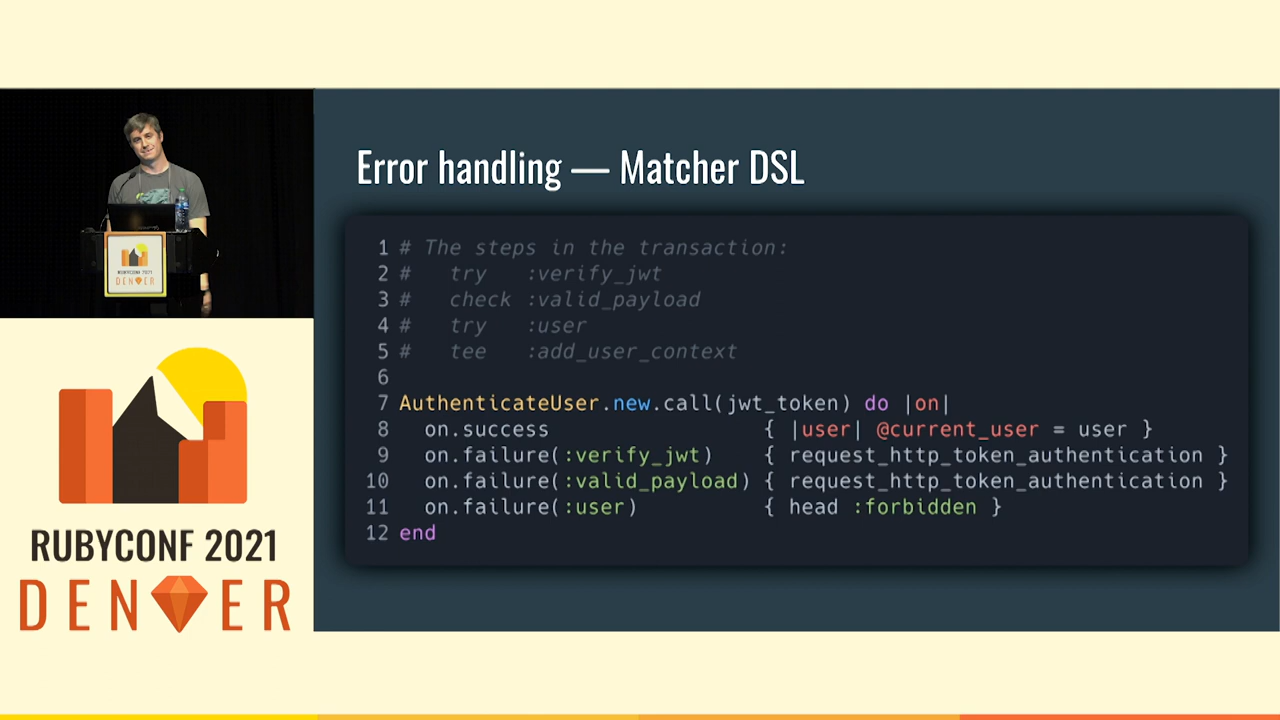 Error handling — Matcher DSL
1 # The steps in the transaction:
2 #   try   :verify_jwt
3 #   check :valid_payload
4 #   try   :user
5 #   tee   :add_user_context
6
7 AuthenticateUser.new.call(jwt_token) do |on|
8   on.success                 { |user| @current_user = user }
9   on.failure(:verify_jwt)    { request_http_token_authentication }
10   on.failure(:valid_payload) { request_http_token_authentication }
11   on.failure(:user)          { head :forbidden }
12 end
RUBYCONF 2021
DENVER
RUBYCONF 2021
DENVER